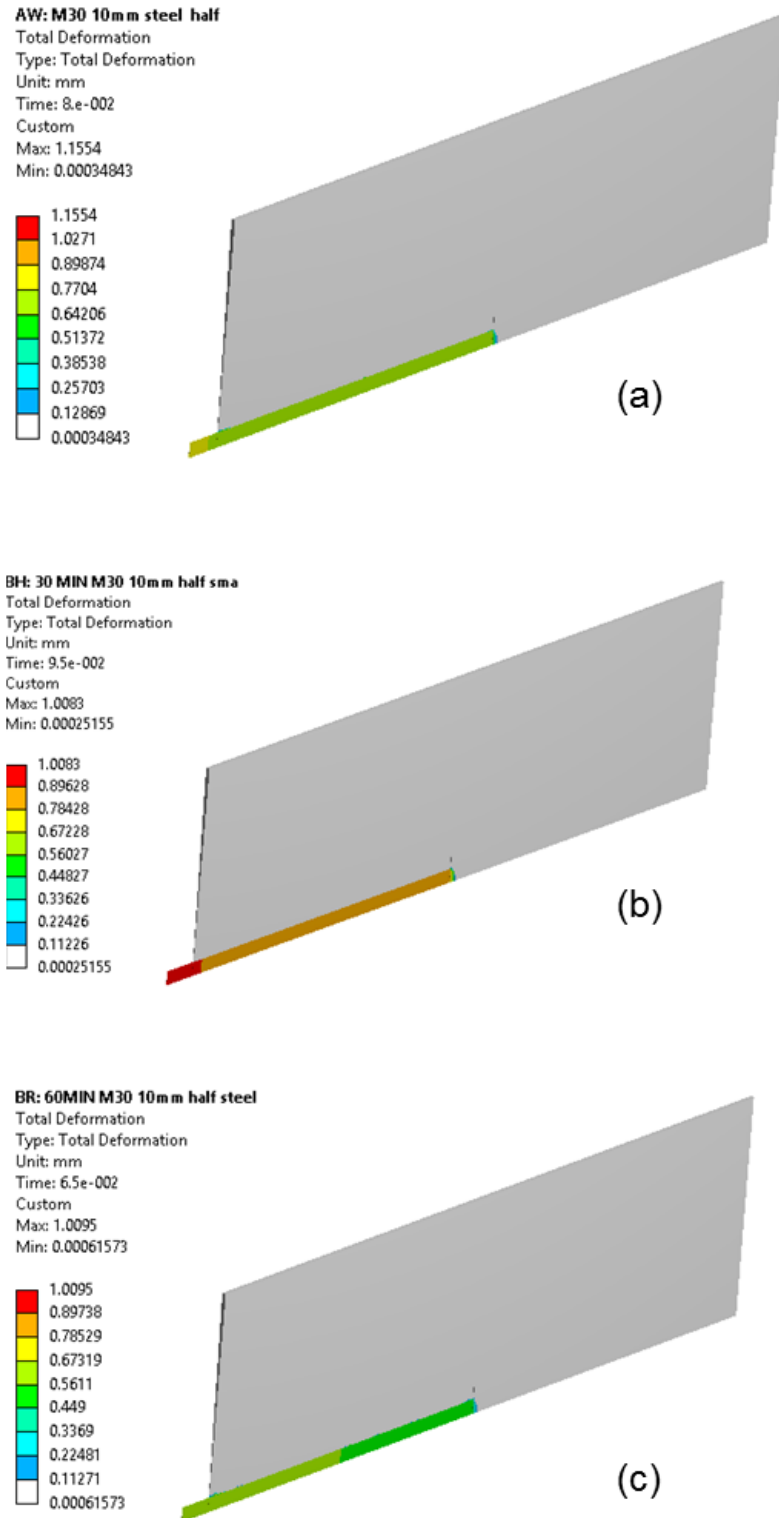 AW: M30 10mm steel half
Total Deformation
Type: Total Deformation
Unit: mm
Time: 8.e-002
Custom
Max: 1.1554
Min: 0.00034843
1.1554
1.0271
0.89874
0.7704
0.64206
0.51372
0.38538
0.25703
0.12869
0.00034843
(a)
BH: 30 MIN M30 10mm half sma
Total Deformation
Type: Total Deformation
Unit: mm
Time: 9.5e-002
Custom
Max: 1.0083
Min: 0.00025155
1.0083
0.89628
0.78428
0.67228
0.56027
0.44827
0.33626
0.22426
0.11226
0.00025155
(b)
BR: 60MIN M30 10mm half steel
Total Deformation
Type: Total Deformation
Unit: mm
Time: 6.5e-002
Custom
Max: 1.0095
Min: 0.00061573
1.0095
0.89738
0.78529
0.67319
0.5611
0.449
0.3369
0.22481
0.11271
0.00061573
(c)